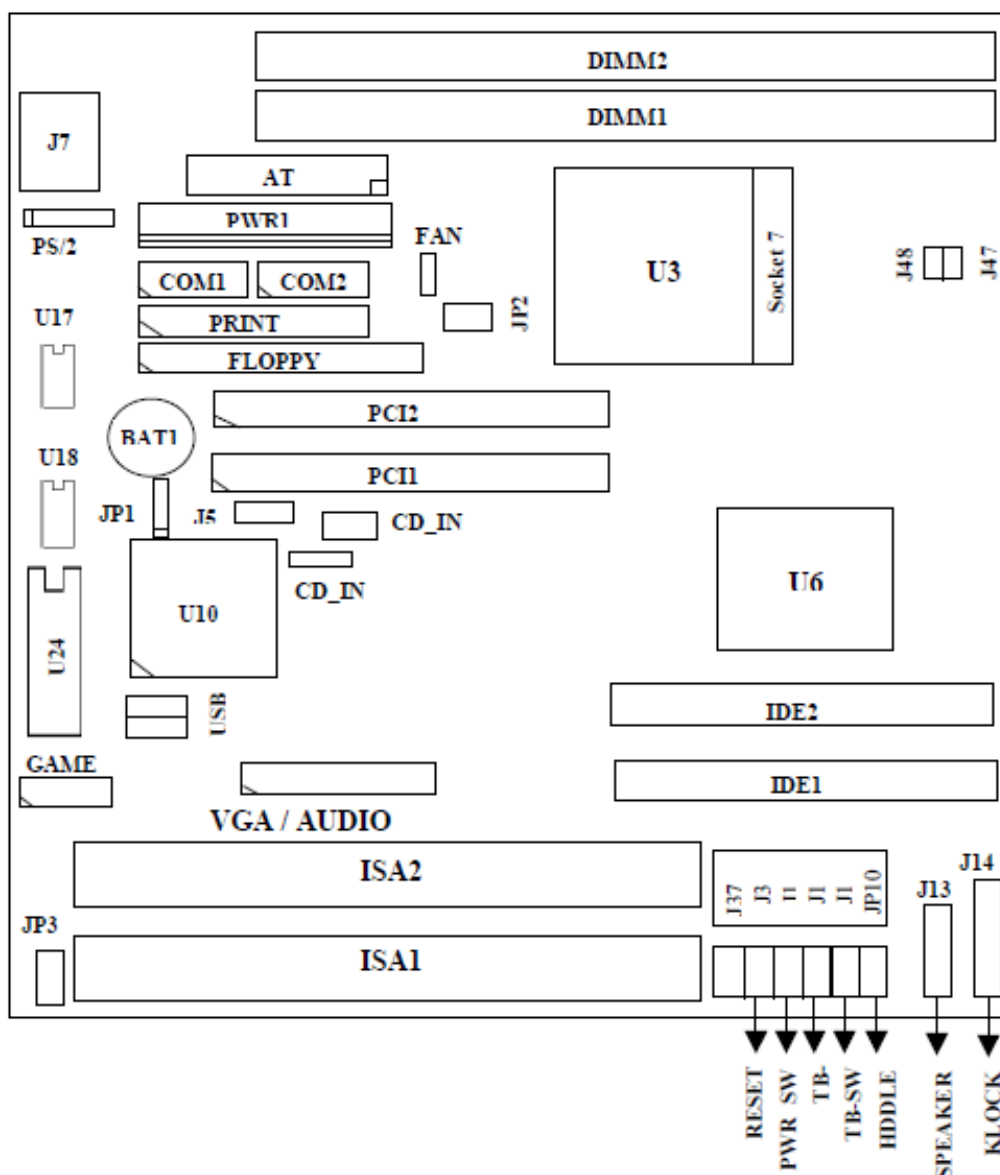 DIMM2
DIMM1
J7
AT
PWR1
PS/2
FAN
U3
Socket 7
J48
J47
COM1
COM2
JP2
U17
PRINT
FLOPPY
PCI2
BAT1
U18
PCI1
JP1
J5
CD_IN
CD_IN
U6
U10
U24
USB
IDE2
GAME
IDE1
VGA / AUDIO
ISA2
J37
J3
J1
J1
JP10
J13
J14
JP3
ISA1
RESET
PWR SW
TB-
TB-SW
HDDLE
SPEAKER
KLOCK